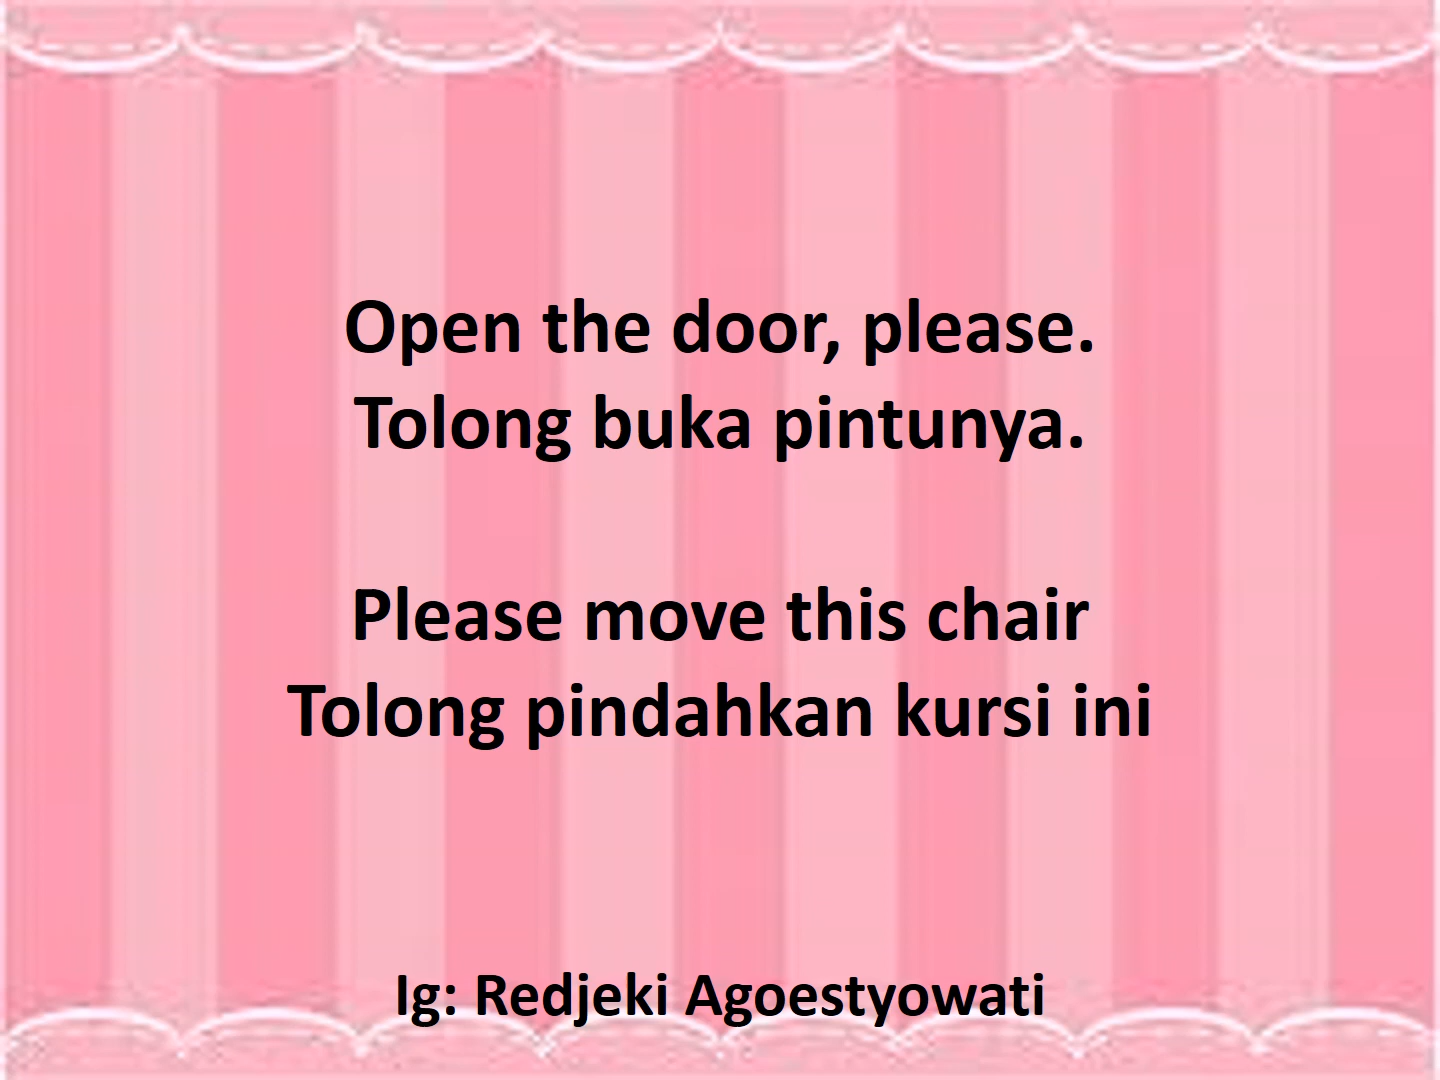 Open the door, please.
Tolong buka pintunya.
Please move this chair
Tolong pindahkan kursi ini
Ig: Redjeki Agoestyowati